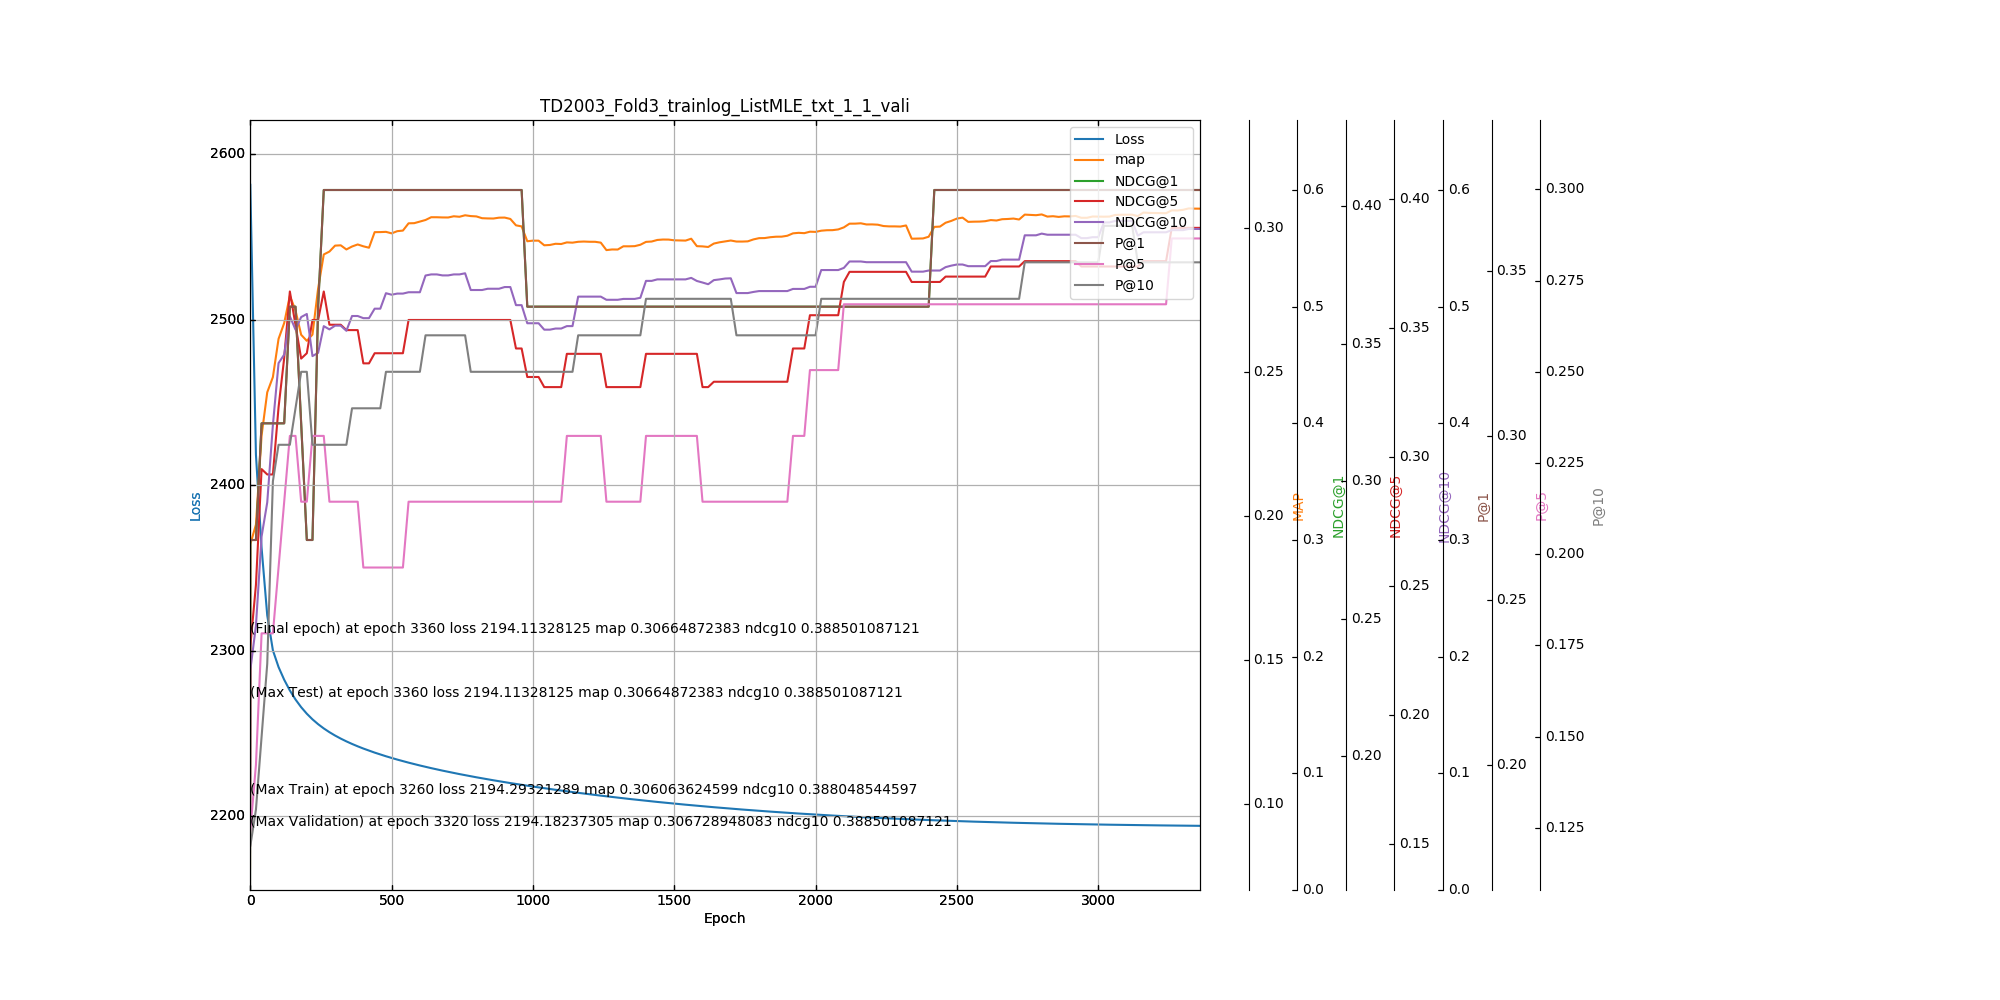 TD2003_Fold3_trainlog_ListMLE_txt_1_1_vali
Loss
map
NDCG@1
NDCG@5
NDCG@10
P@1
P@5
P@10
2600
2500
2400
2300
2200
Loss
(Final epoch) at epoch 3360 loss 2194.11328125 map 0.30664872383 ndcg10 0.388501087121
(Max Test) at epoch 3360 loss 2194.11328125 map 0.30664872383 ndcg10 0.388501087121
(Max Train) at epoch 3260 loss 2194.29321289 map 0.306063624599 ndcg10 0.388048544597
(Max Validation) at epoch 3320 loss 2194.18237305 map 0.306728948083 ndcg10 0.388501087121
0 500 1000 1500 2000 2500 3000
Epoch
0.30
0.25
0.20
0.15
0.10
MAP
0.6
0.5
0.4
0.3
0.2
0.1
0.0
NDCG@1
0.40
0.35
0.30
0.25
0.20
NDCG@5
0.40
0.35
0.30
0.25
0.20
0.15
NDCG@10
0.6
0.5
0.4
0.3
0.2
0.1
0.0
P@1
0.35
0.30
0.25
0.20
P@5
0.300
0.275
0.250
0.225
0.200
0.175
0.150
0.125
P@10